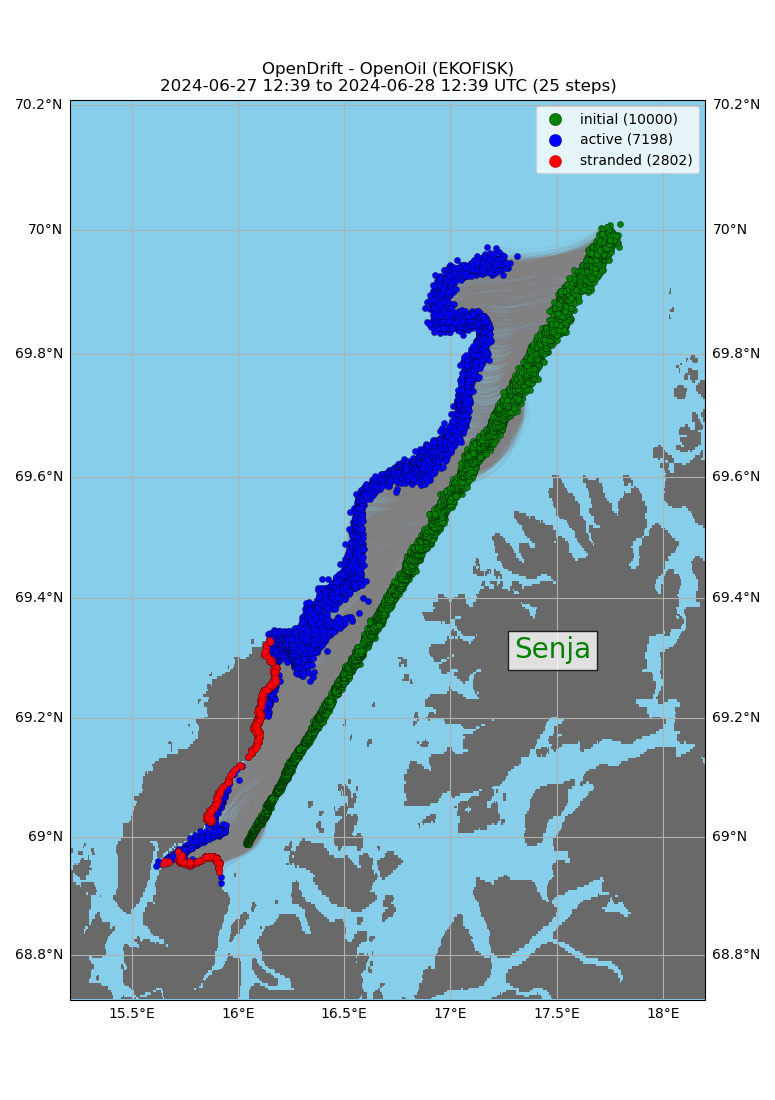 OpenDrift - OpenOil (EKOFISK)
2024-06-27 12:39 to 2024-06-28 12:39 UTC (25 steps)
70.2°N 70.2°N
initial (10000)
active (7198)
stranded (2802)
70°N 70°N
69.8°N 69.8°N
69.6°N 69.6°N
69.4°N 69.4°N
Senja
69.2°N 69.2°N
69°N 69°N
68.8°N 68.8°N
15.5°E 16°E 16.5°E 17°E 17.5°E 18°E